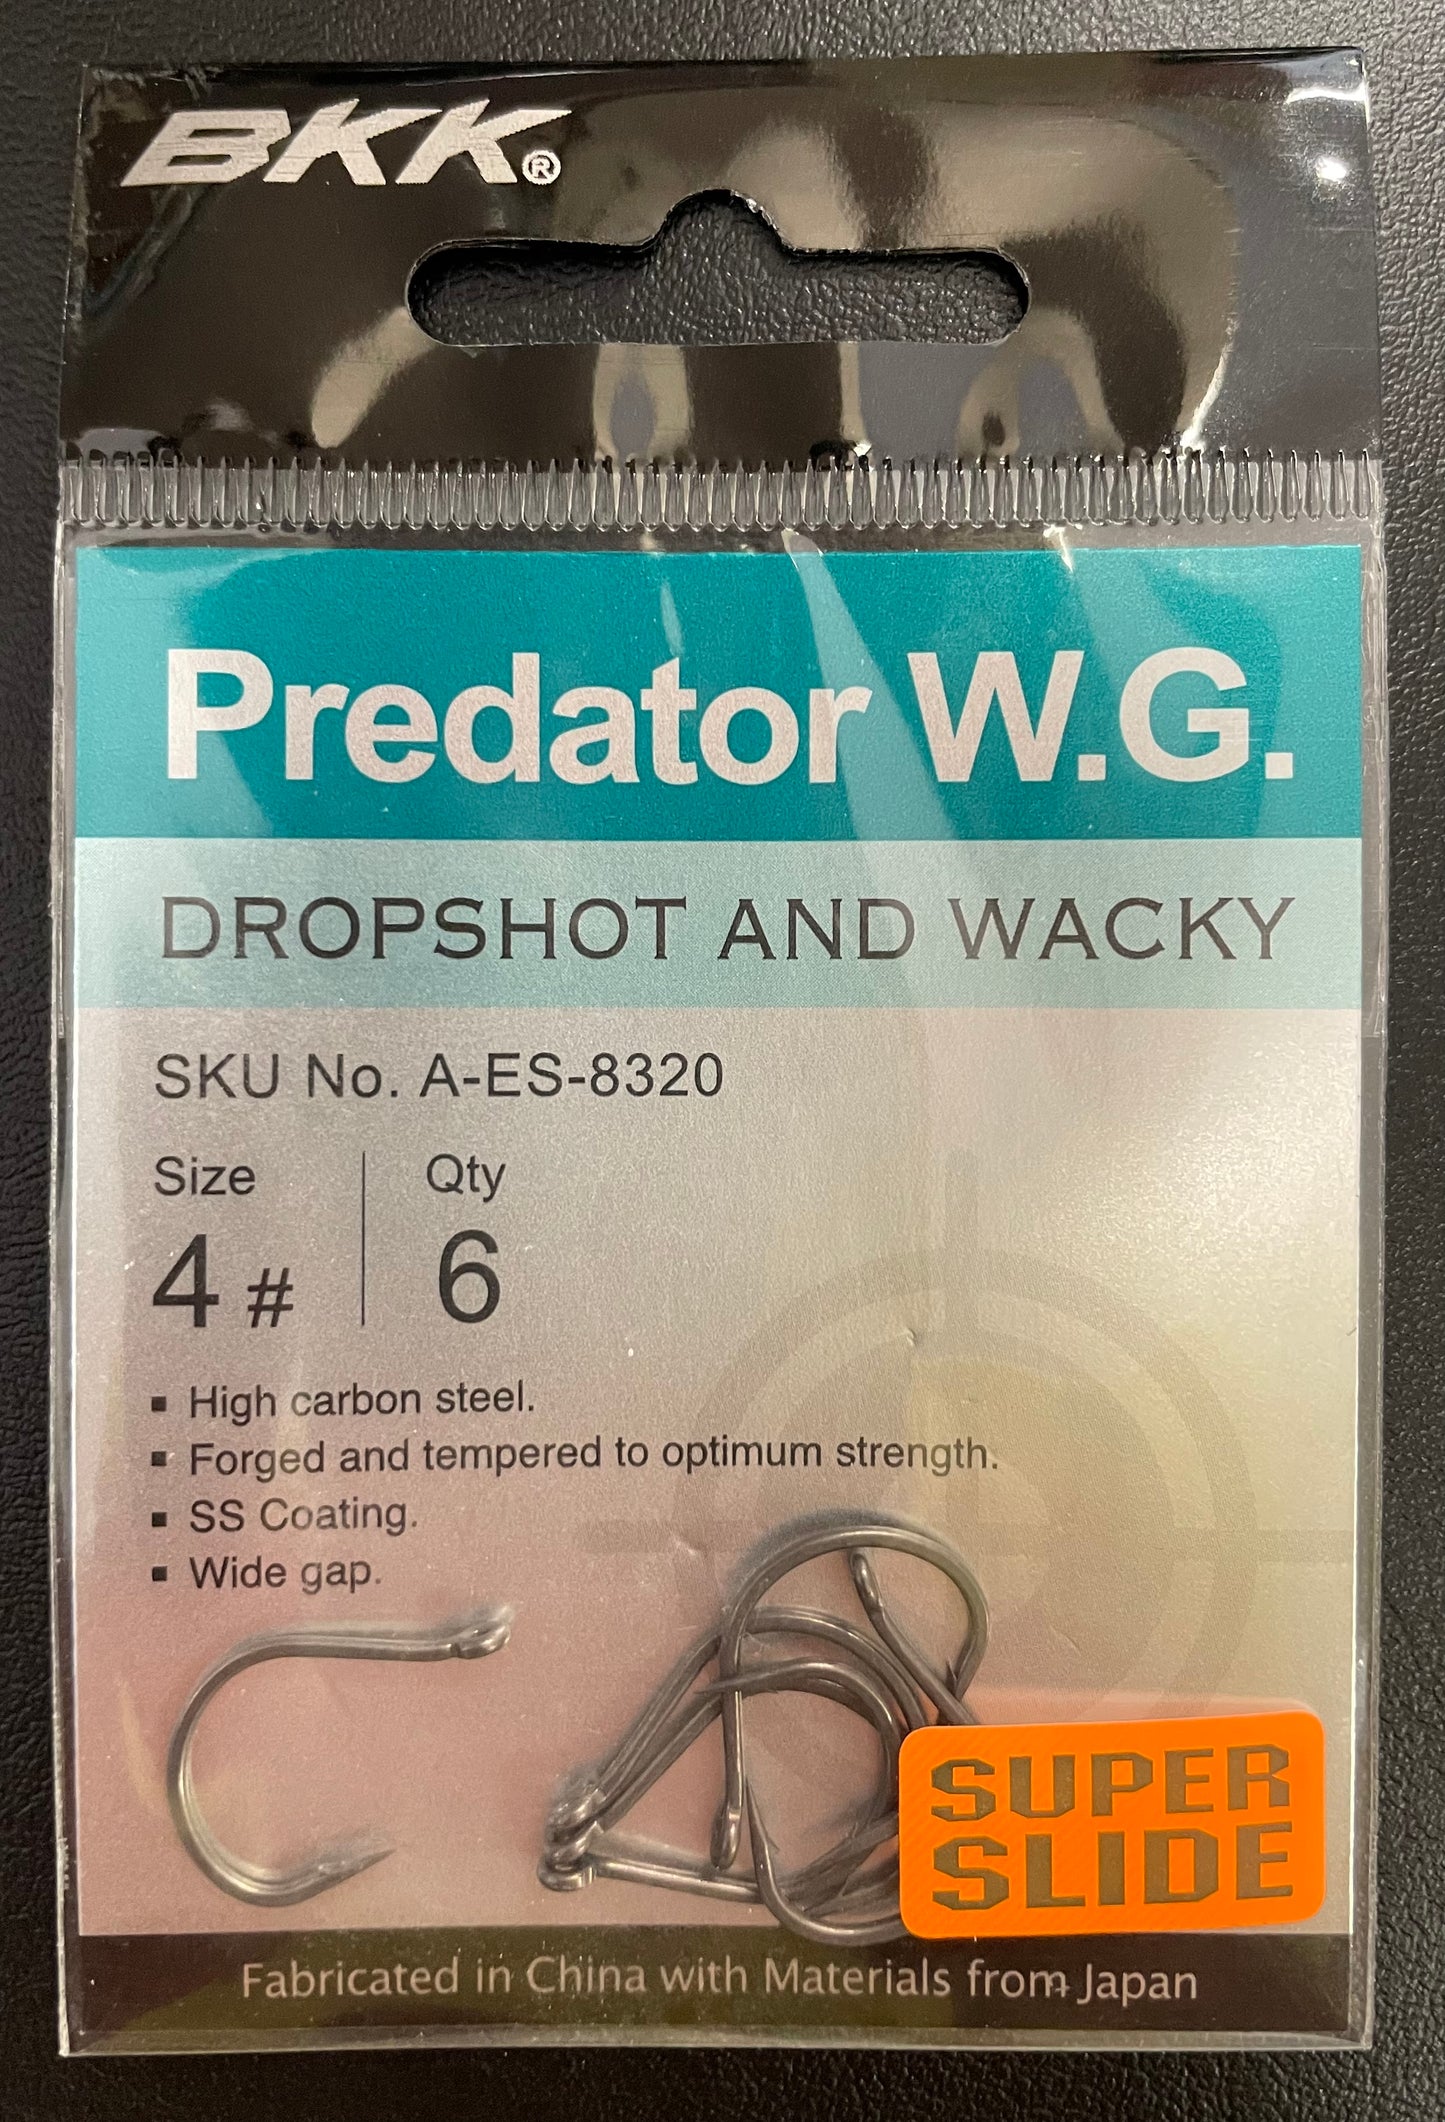 BKK®
Predator W.G.
DROPSHOT AND WACKY
SKU No. A-ES-8320
Size
Qty
4 #
6
▪ High carbon steel.
▪ Forged and tempered to optimum strength.
▪ SS Coating.
▪ Wide gap.
SUPER
SLIDE
Fabricated in China with Materials from Japan